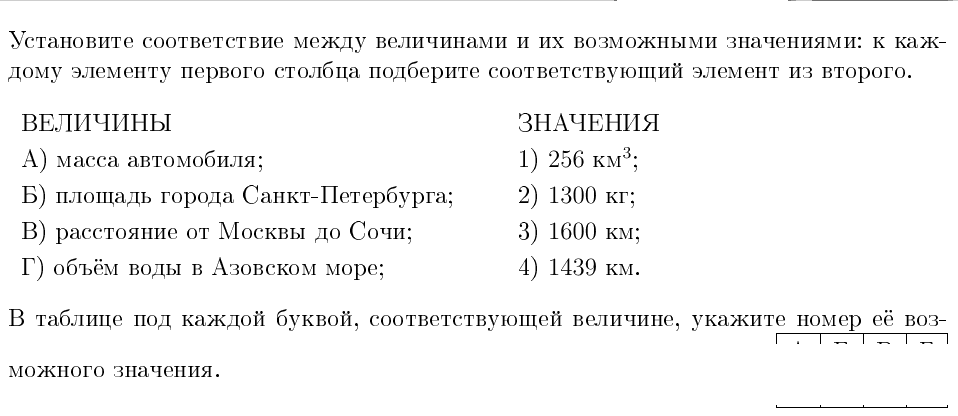 Установите соответствие между величинами и их возможными значениями: к каж-
дому элементу первого столбца подберите соответствующий элемент из второго.
ВЕЛИЧИНЫ
А) масса автомобиля;
Б) площадь города Санкт-Петербурга;
В) расстояние от Москвы до Сочи;
Г) объём воды в Азовском море;
ЗНАЧЕНИЯ
1) 256 км³;
2) 1300 кг;
3) 1600 км;
4) 1439 км.
В таблице под каждой буквой, соответствующей величине, укажите номер её воз-
можного значения.